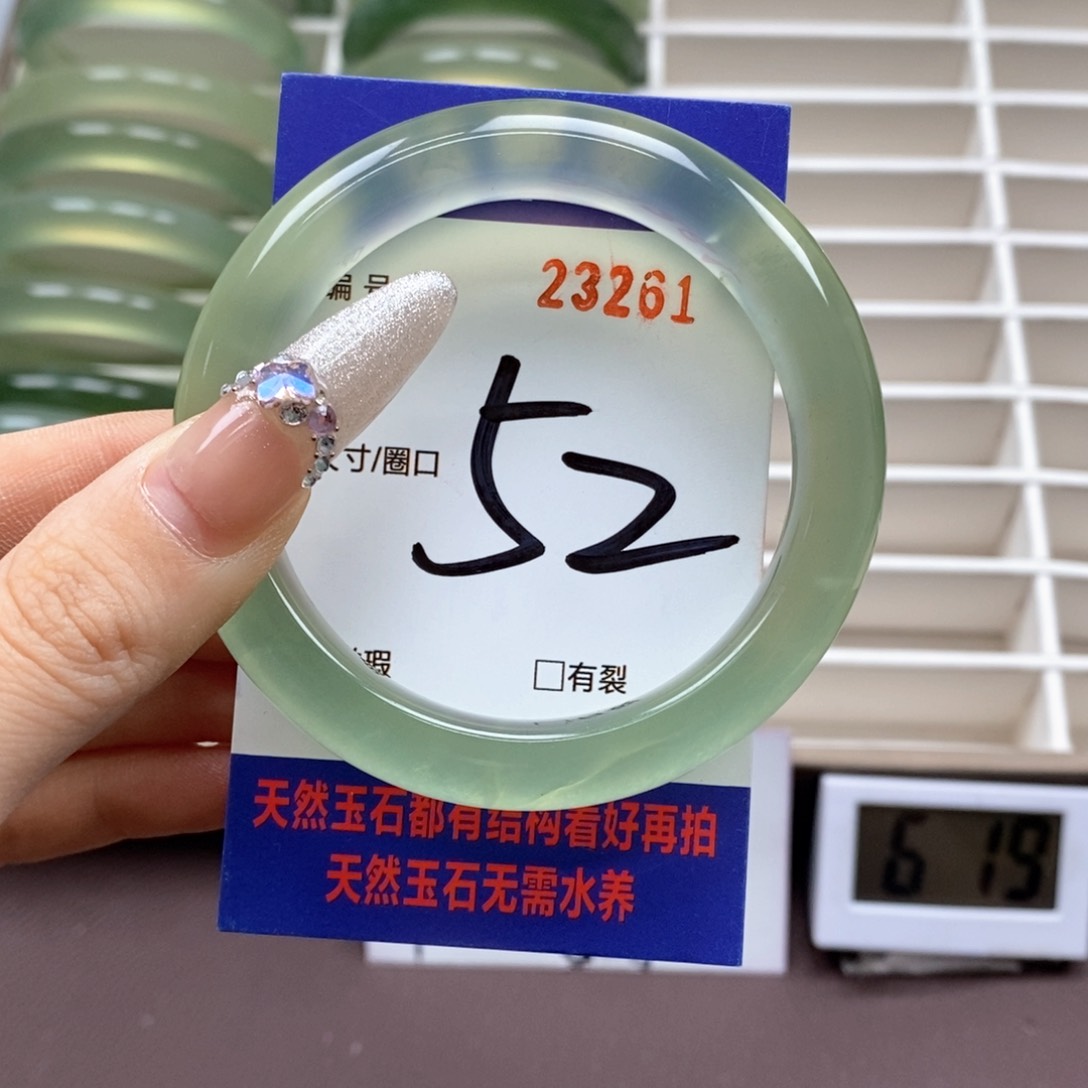 编号 23261
寸/圈口 52
瑕 □有裂
天然玉石都有结构看好再拍
天然玉石无需水养
6 19